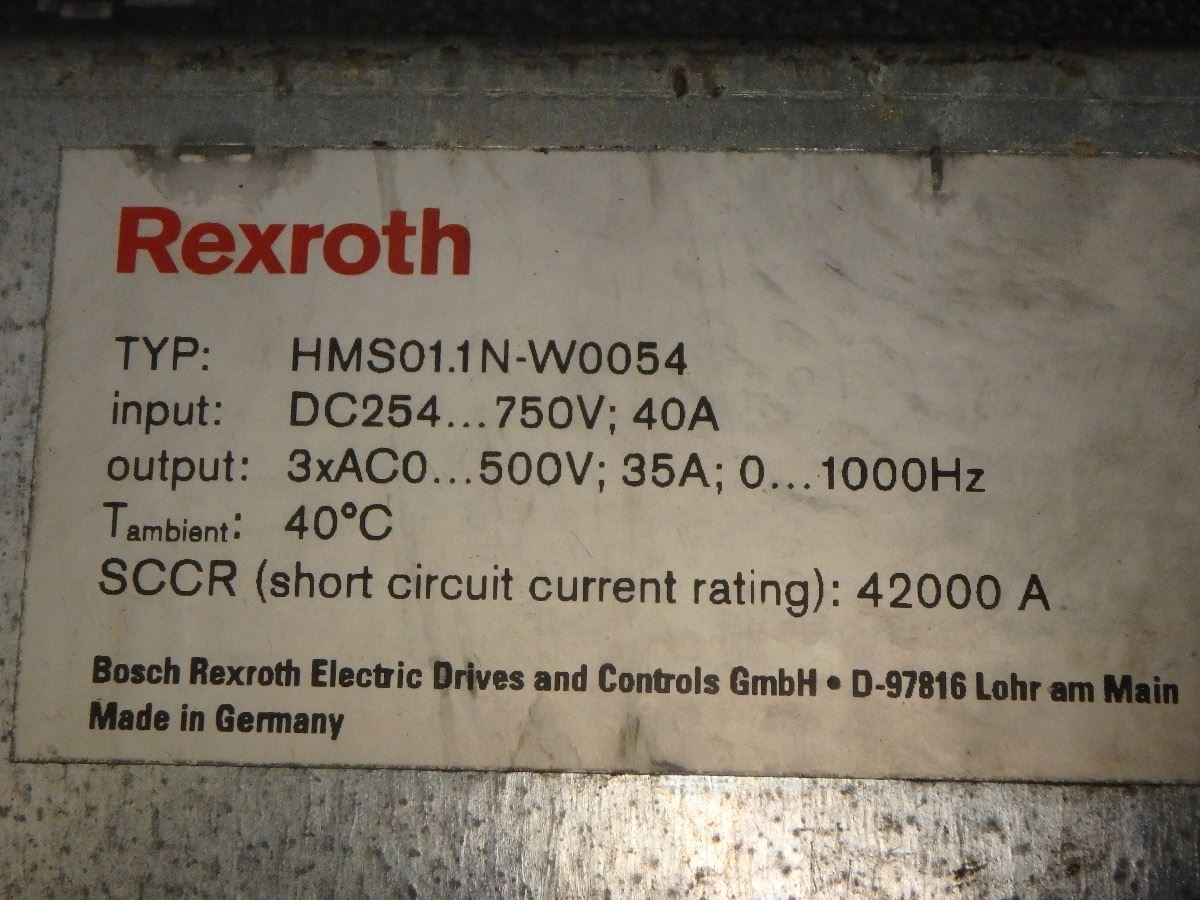 Rexroth
TYP: HMS01.1N-W0054
input: DC254...750V; 40A
output: 3xAC0...500V; 35A; 0...1000Hz
Tambient: 40°C
SCCR (short circuit current rating): 42000 A
Bosch Rexroth Electric Drives and Controls GmbH • D-97816 Lohr am Main
Made in Germany